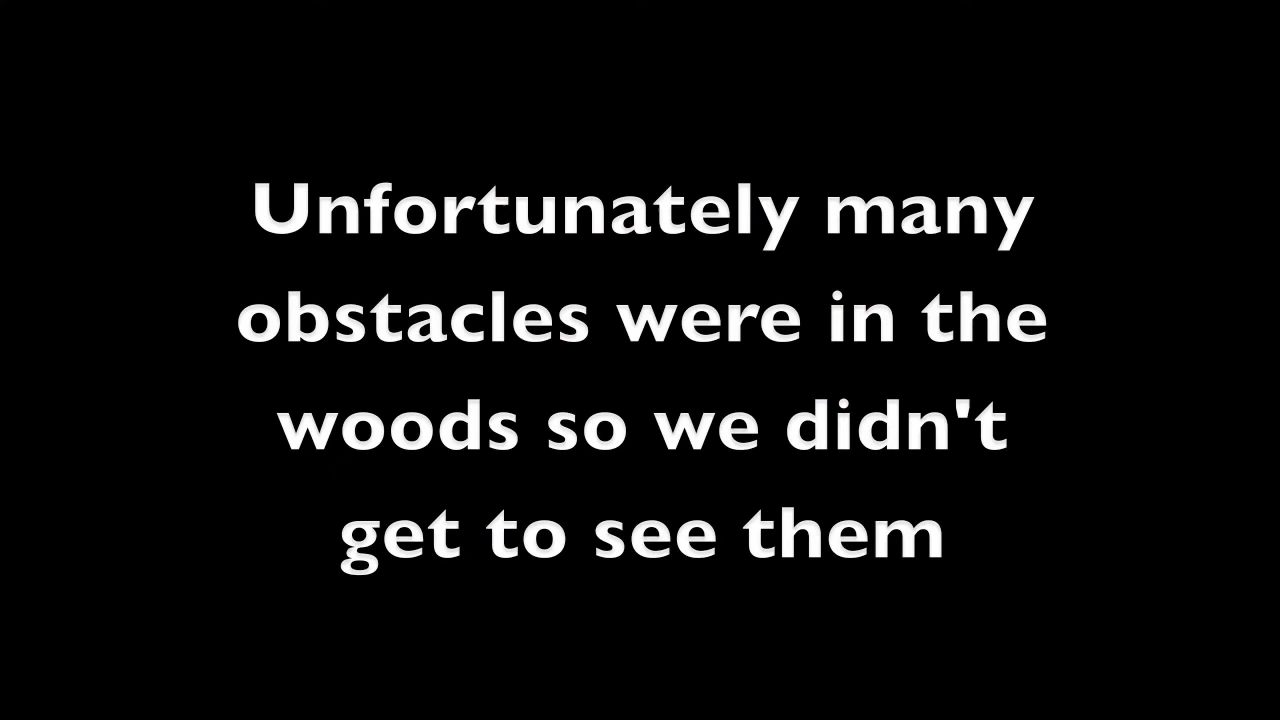 Unfortunately many
obstacles were in the
woods so we didn't
get to see them